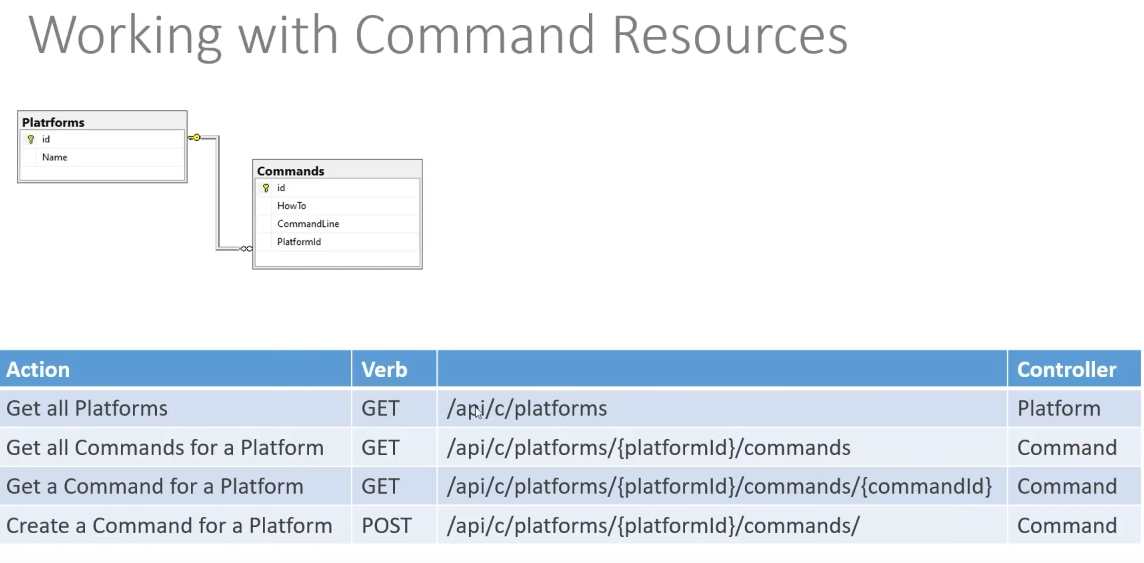 Working with Command Resources
Platrforms
id
Name
Commands
id
HowTo
CommandLine
PlatformId
Action Verb Controller
Get all Platforms GET /api/c/platforms Platform
Get all Commands for a Platform GET /api/c/platforms/{platformId}/commands Command
Get a Command for a Platform GET /api/c/platforms/{platformId}/commands/{commandId} Command
Create a Command for a Platform POST /api/c/platforms/{platformId}/commands/ Command